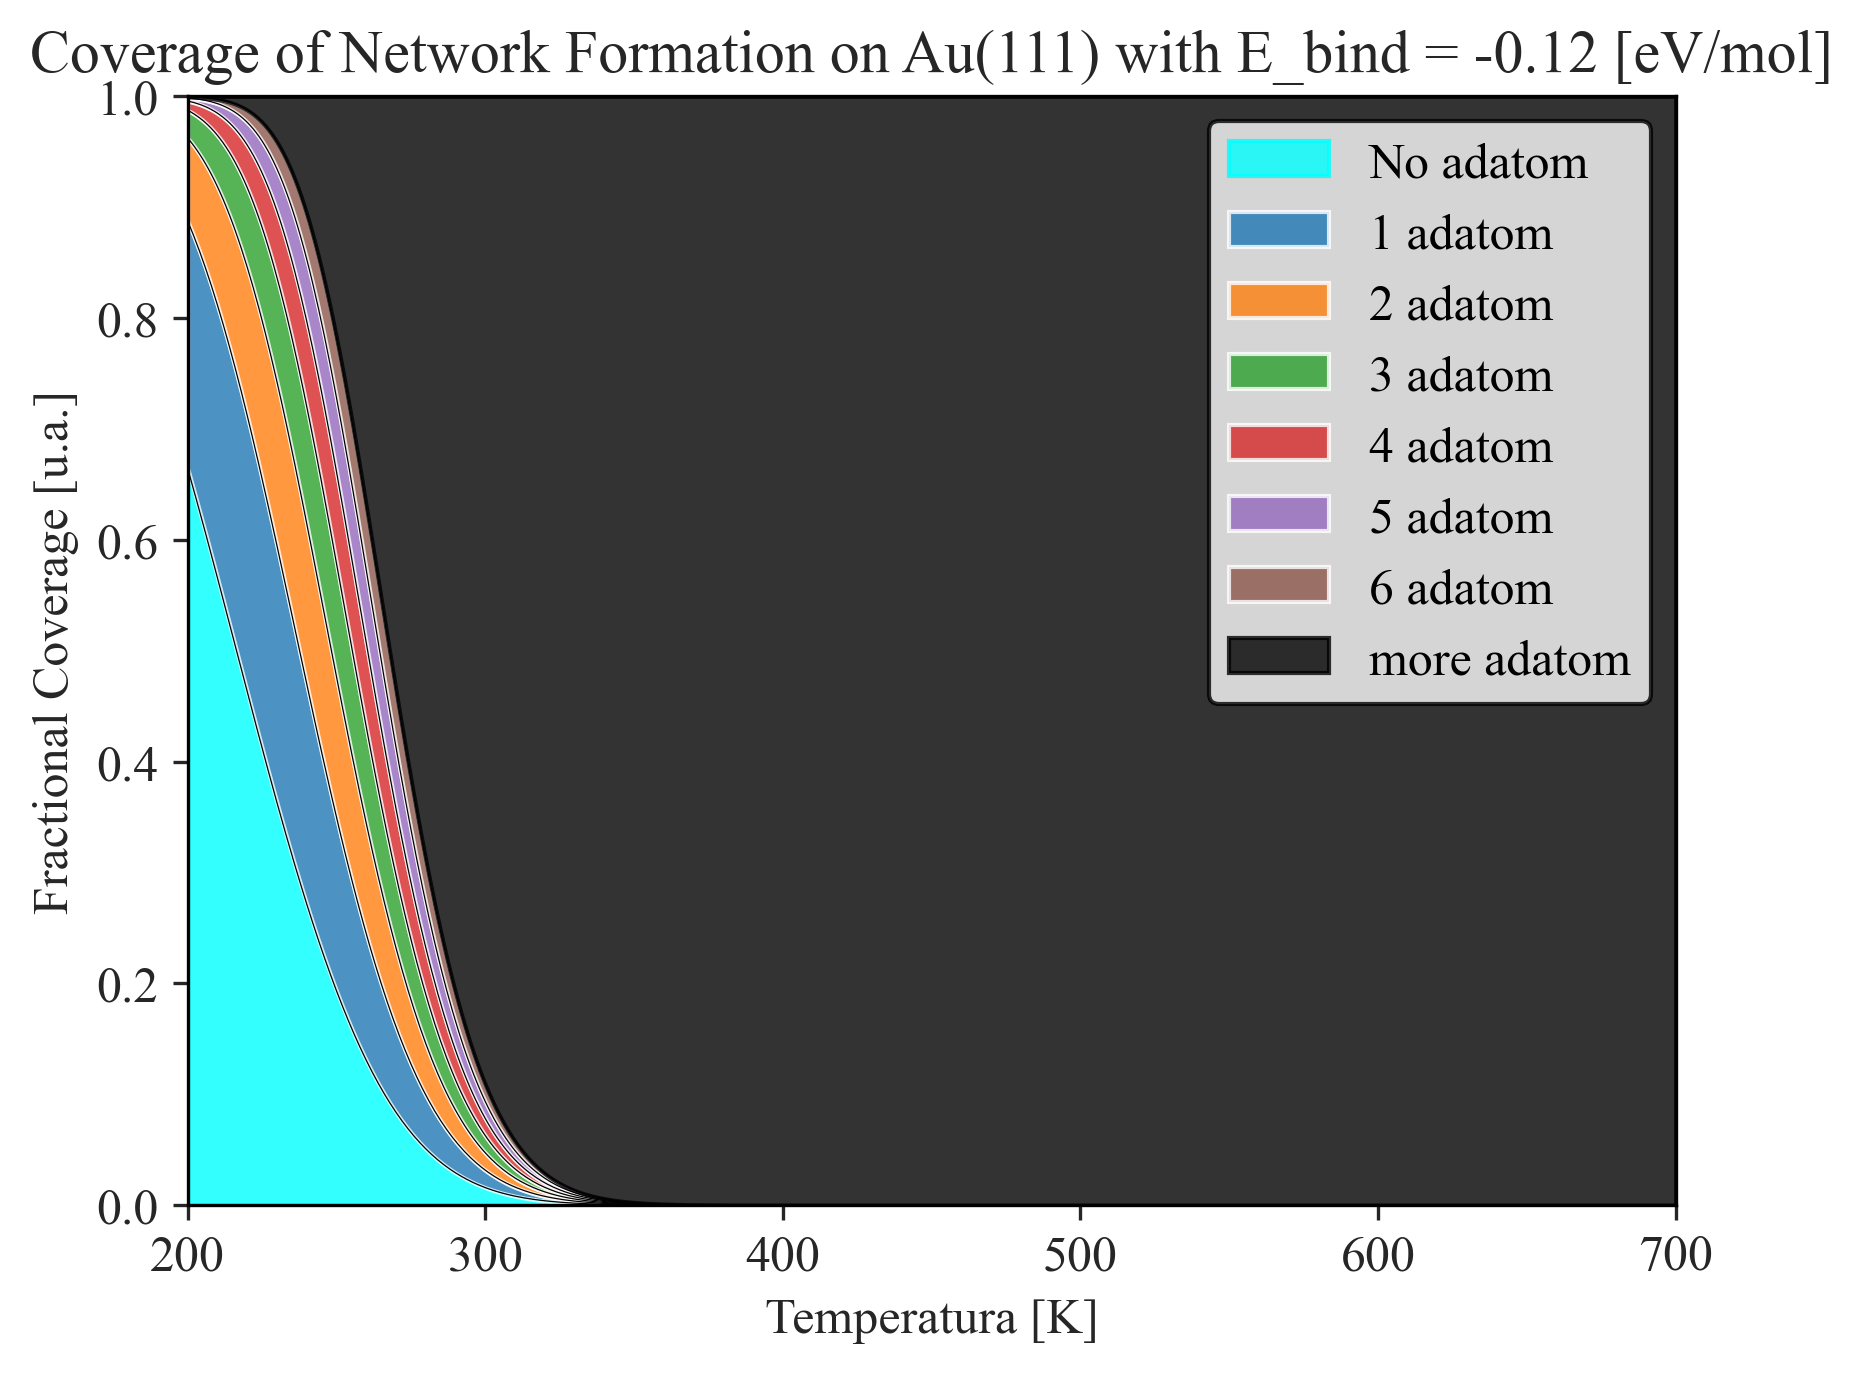 Coverage of Network Formation on Au(111) with E_bind = -0.12 [eV/mol]
1.0
0.8
0.6
0.4
0.2
0.0
Fractional Coverage [u.a.]
No adatom
1 adatom
2 adatom
3 adatom
4 adatom
5 adatom
6 adatom
more adatom
200 300 400 500 600 700
Temperatura [K]